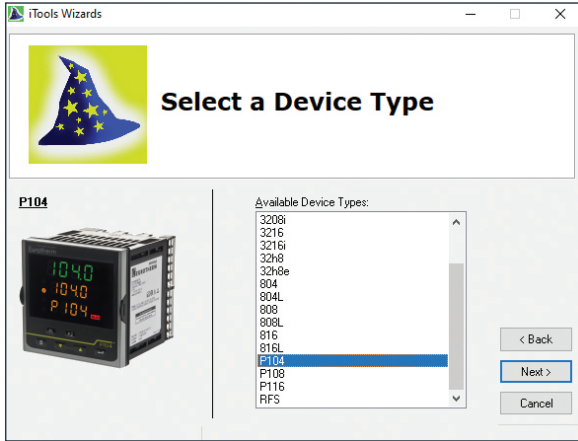 iTools Wizards
Select a Device Type
P104
104.0
104.0
P104
Available Device Types:
3208i
3216
3216i
32h8
32h8e
804
804L
808
808L
816
816L
P104
P108
P116
RFS
< Back
Next >
Cancel